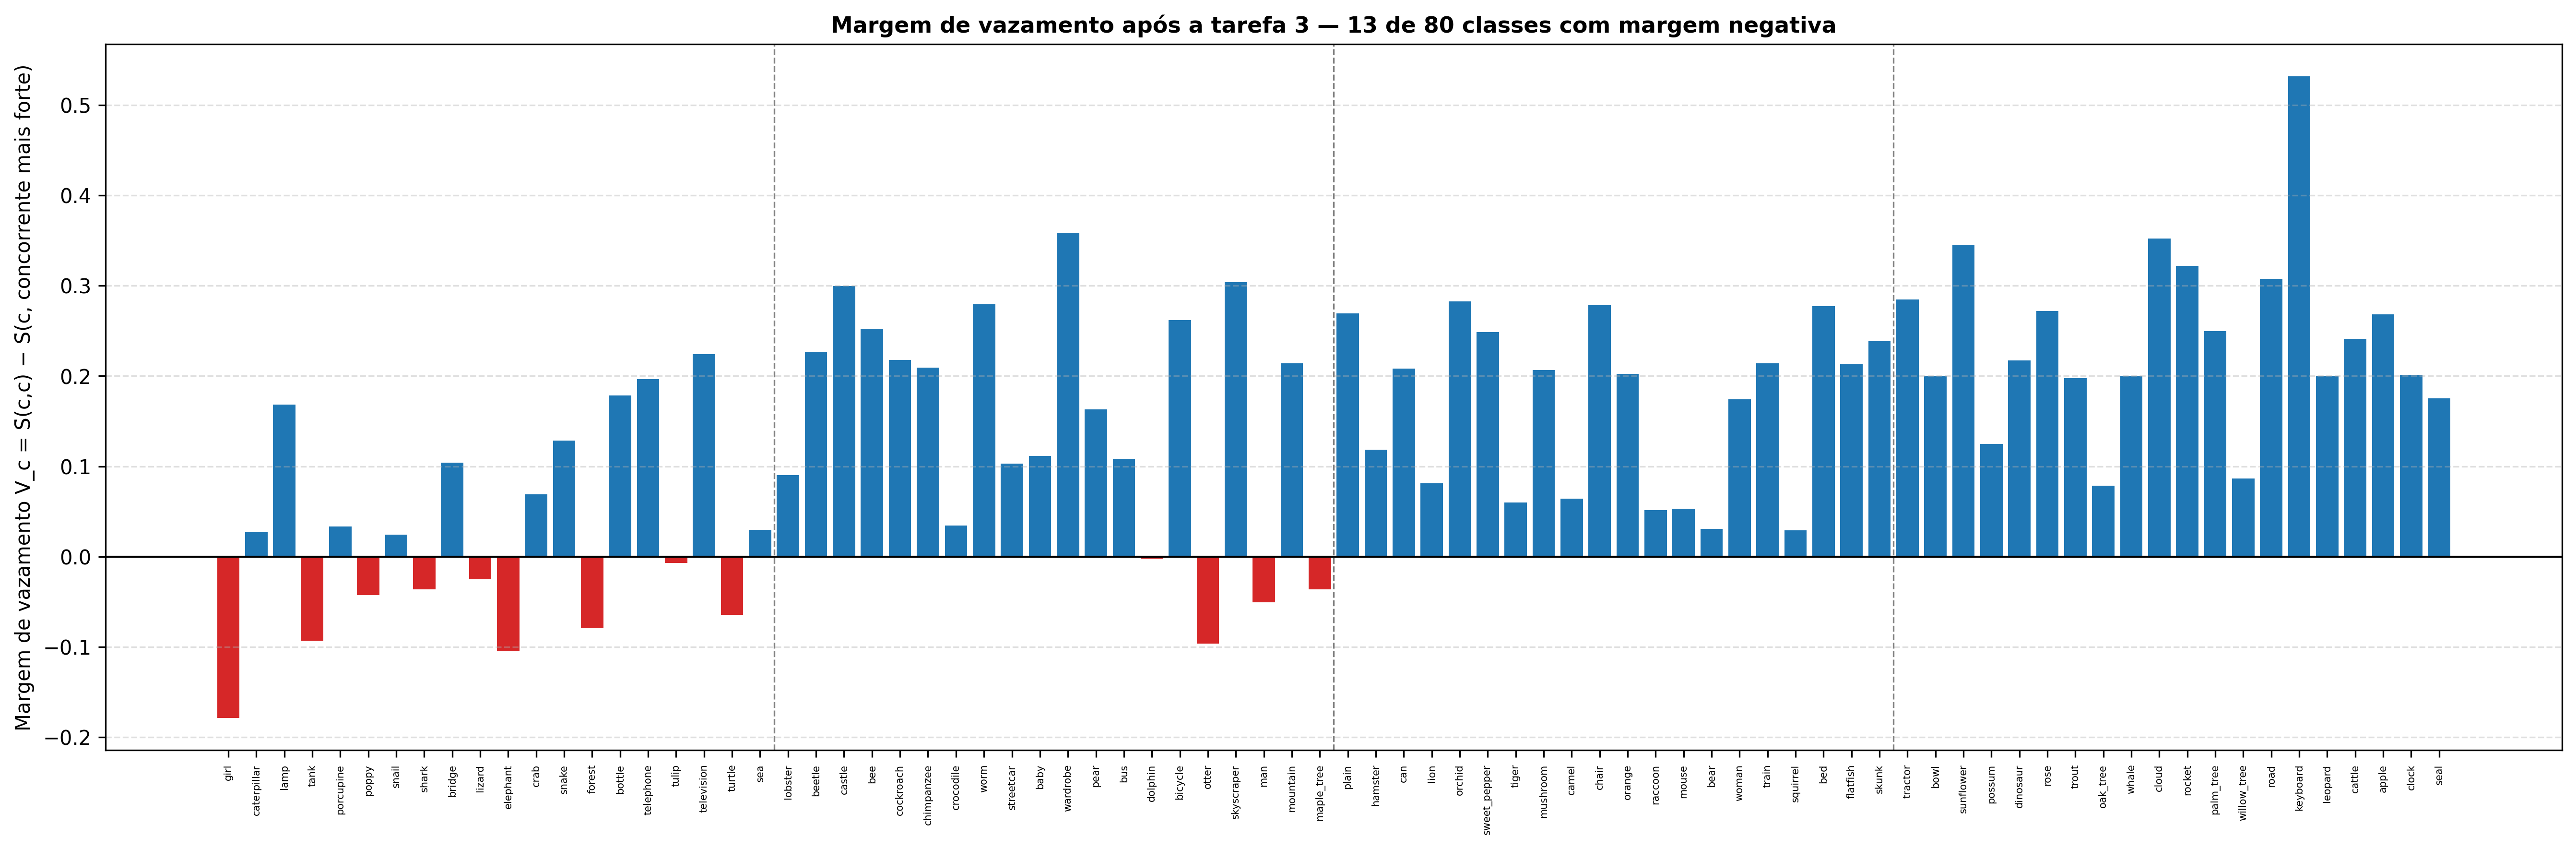 Margem de vazamento após a tarefa 3 — 13 de 80 classes com margem negativa
Margem de vazamento V_c = S(c,c) − S(c, concorrente mais forte)
0.5
0.4
0.3
0.2
0.1
0.0
−0.1
−0.2
girl
caterpillar
lamp
tank
porcupine
poppy
snail
shark
bridge
lizard
elephant
crab
snake
forest
bottle
telephone
tulip
television
turtle
sea
lobster
beetle
castle
bee
cockroach
chimpanzee
crocodile
worm
streetcar
baby
wardrobe
pear
bus
dolphin
bicycle
otter
skyscraper
man
mountain
maple_tree
plain
hamster
can
lion
orchid
sweet_pepper
tiger
mushroom
camel
chair
orange
raccoon
mouse
bear
woman
train
squirrel
bed
flatfish
skunk
tractor
bowl
sunflower
possum
dinosaur
rose
trout
oak_tree
whale
cloud
rocket
palm_tree
willow_tree
road
keyboard
leopard
cattle
apple
clock
seal